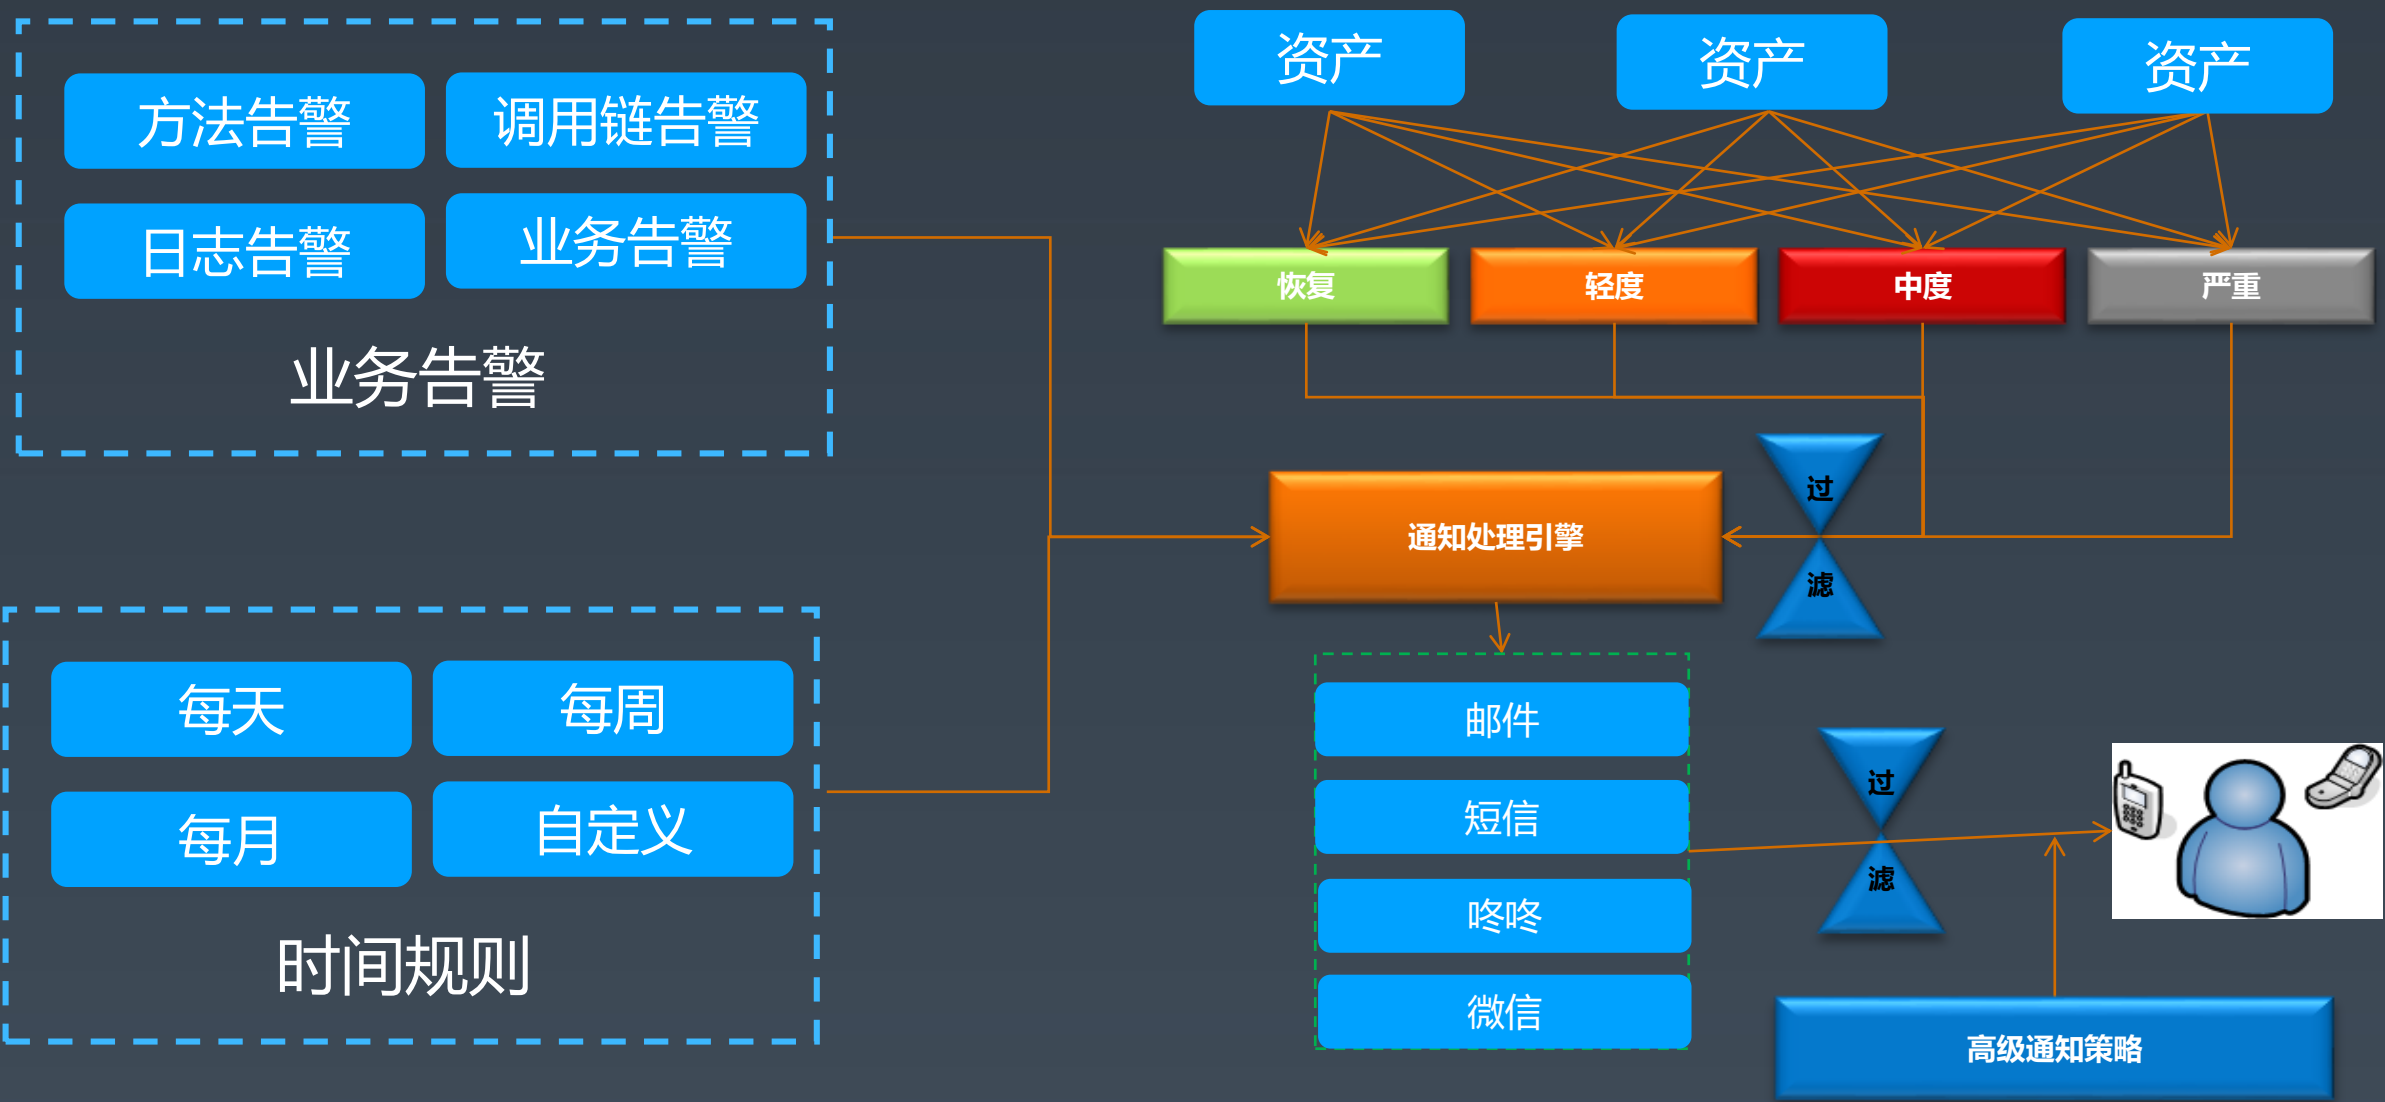 方法告警
调用链告警
日志告警
业务告警
业务告警
资产
资产
资产
恢复
轻度
中度
严重
通知处理引擎
过
滤
每天
每周
每月
自定义
时间规则
邮件
短信
咚咚
微信
过
滤
高级通知策略